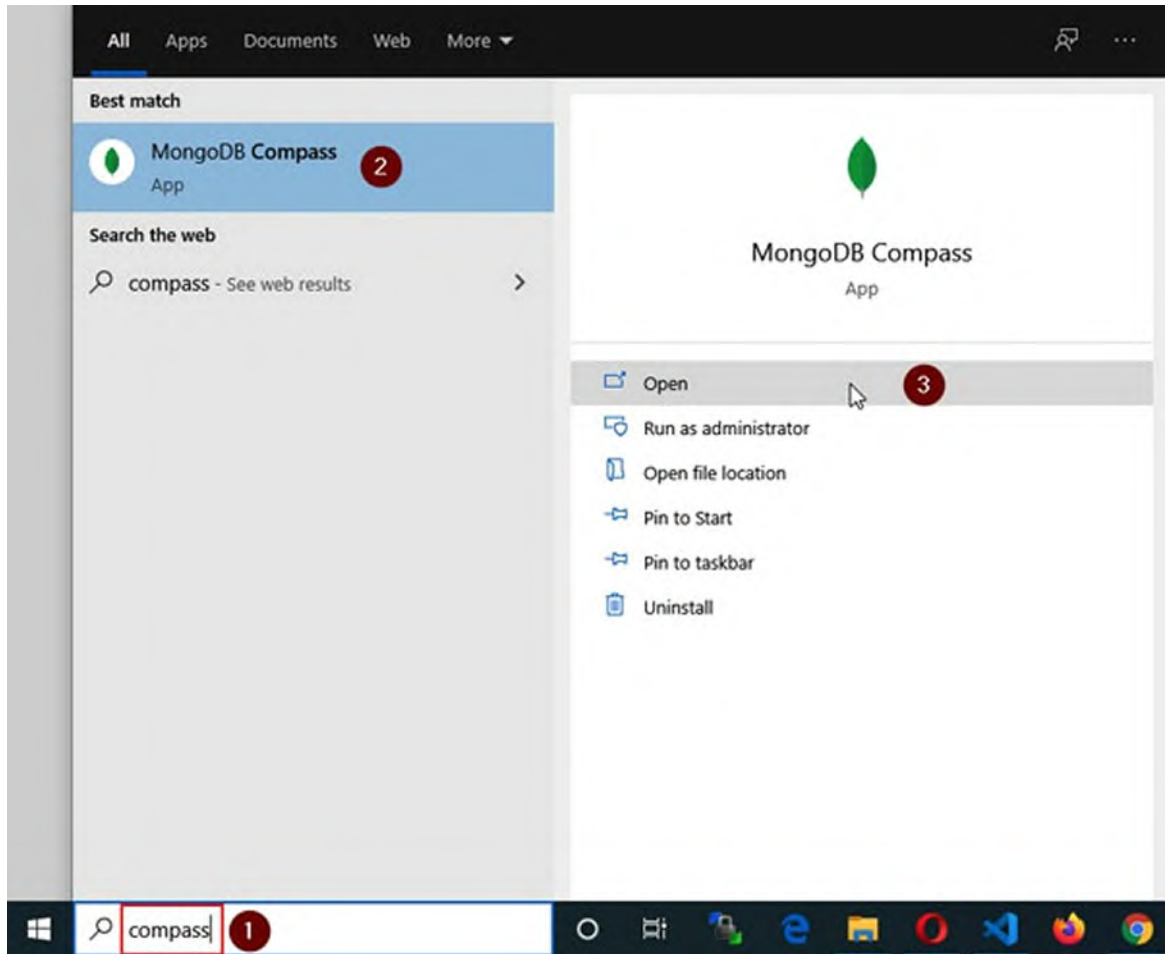 All Apps Documents Web More
Best match
MongoDB Compass
App
2
Search the web
compass - See web results
MongoDB Compass
App
Open
3
Run as administrator
Open file location
Pin to Start
Pin to taskbar
Uninstall
compass
1